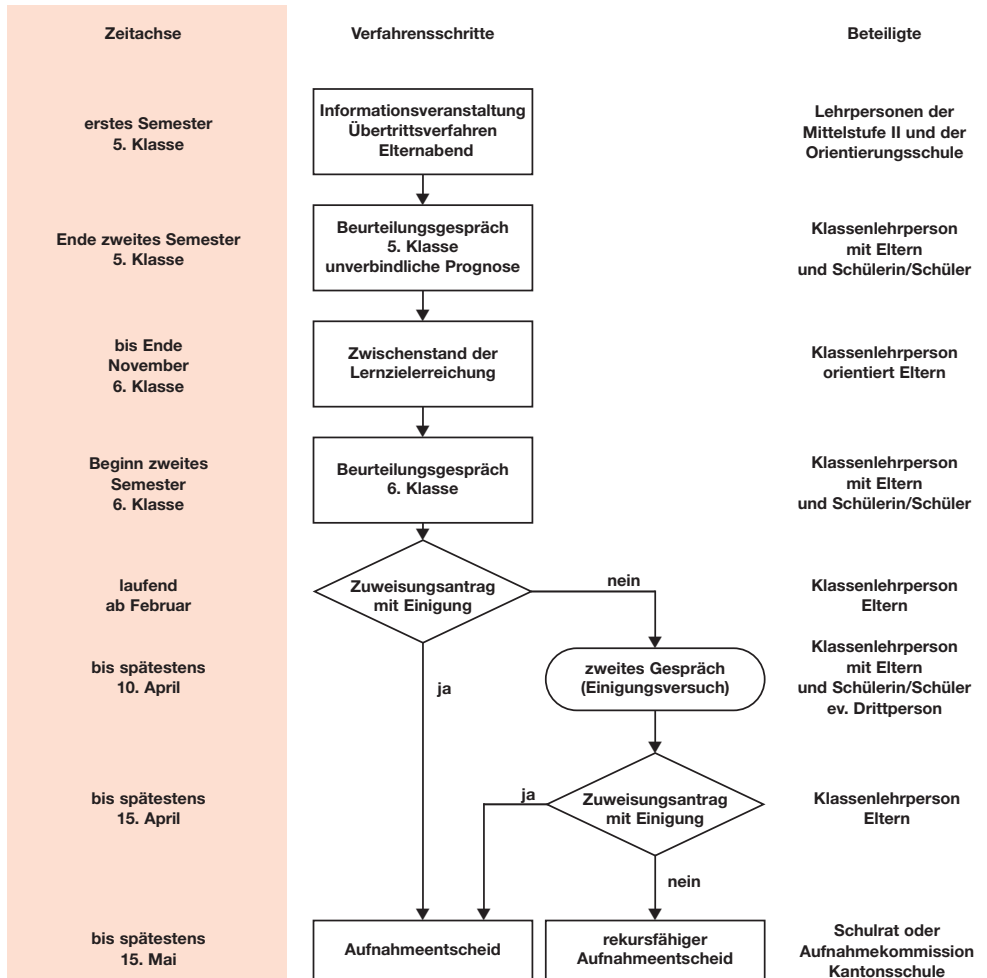 Zeitachse
Verfahrensschritte
Beteiligte
erstes Semester
5. Klasse
Informationsveranstaltung
Übertrittsverfahren
Elternabend
Lehrpersonen der
Mittelstufe II und der
Orientierungsschule
Ende zweites Semester
5. Klasse
Beurteilungsgespräch
5. Klasse
unverbindliche Prognose
Klassenlehrperson
mit Eltern
und Schülerin/Schüler
bis Ende
November
6. Klasse
Zwischenstand der
Lernzielerreichung
Klassenlehrperson
orientiert Eltern
Beginn zweites
Semester
6. Klasse
Beurteilungsgespräch
6. Klasse
Klassenlehrperson
mit Eltern
und Schülerin/Schüler
laufend
ab Februar
Zuweisungsantrag
mit Einigung
nein
Klassenlehrperson
Eltern
bis spätestens
10. April
ja
zweites Gespräch
(Einigungsversuch)
Klassenlehrperson
mit Eltern
und Schülerin/Schüler
ev. Drittperson
bis spätestens
15. April
ja
Zuweisungsantrag
mit Einigung
Klassenlehrperson
Eltern
nein
bis spätestens
15. Mai
Aufnahmeentscheid
rekursfähiger
Aufnahmeentscheid
Schulrat oder
Aufnahmekommission
Kantonsschule